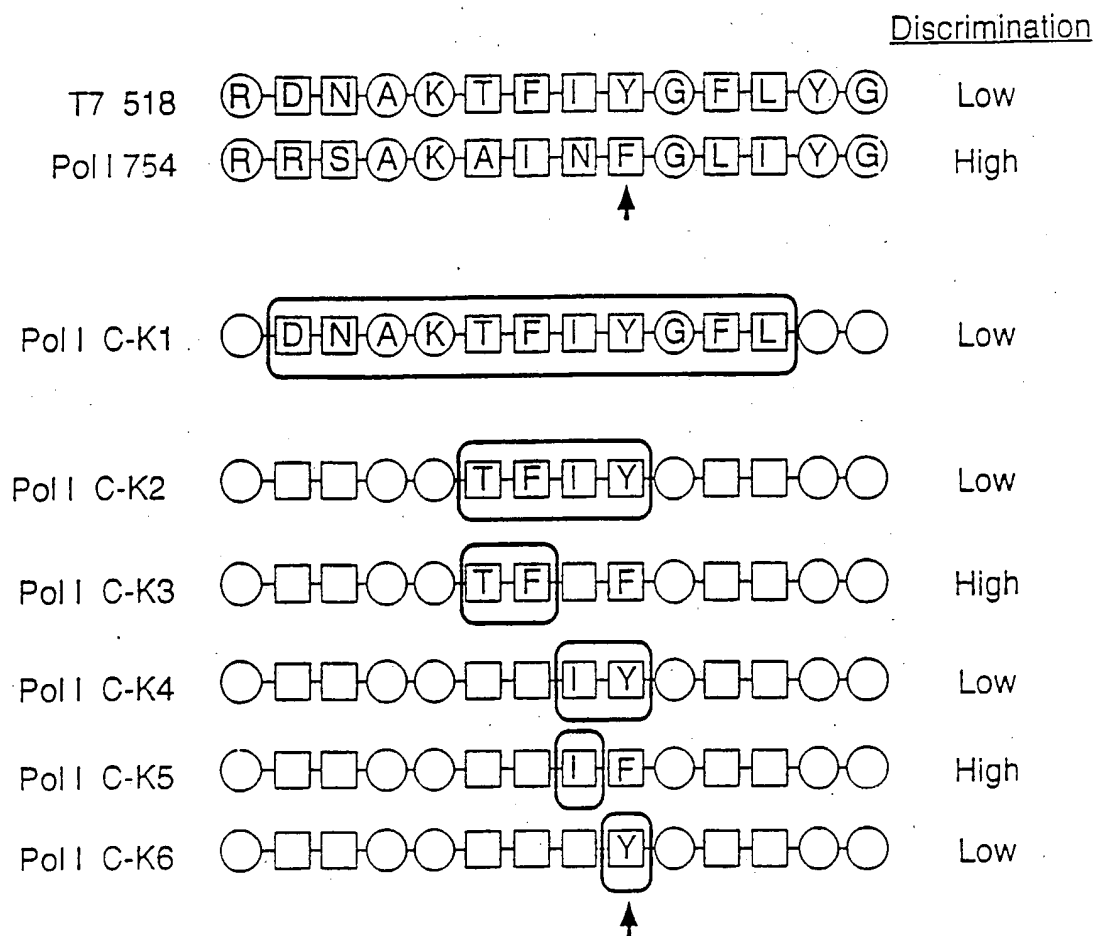 Discrimination
T7 518 R D N A K T F I Y G F L Y G Low
Pol I 754 R R S A K A I N F G L I Y G High
Pol I C-K1 D N A K T F I Y G F L Low
Pol I C-K2 T F I Y Low
Pol I C-K3 T F F High
Pol I C-K4 I Y Low
Pol I C-K5 I F High
Pol I C-K6 Y Low